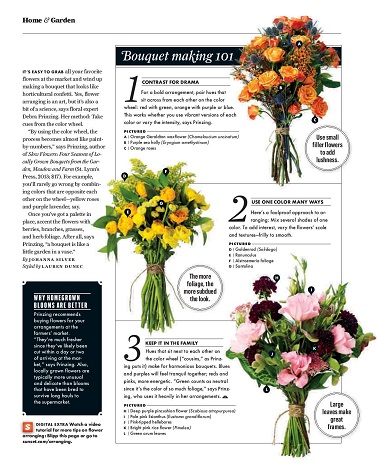 Home & Garden
IT'S EASY TO GRAB all your favorite
flowers at the market and wind up
making a bouquet that looks like
horticultural confetti. Yes, flower
arranging is an art, but it's also a
bit of a science, says floral expert
Debra Prinzing. Her method: Take
cues from the color wheel.
"By using the color wheel, the
process becomes almost like paint-
by-numbers," says Prinzing, author
of Slow Flowers: Four Seasons of Lo-
cally Grown Bouquets from the Gar-
den, Meadow and Farm (St. Lynn's
Press, 2013; $17). For example,
you'll rarely go wrong by combin-
ing colors that are opposite each
other on the wheel—yellow roses
and purple lavender, say.
Once you've got a palette in
place, accent the flowers with
berries, branches, grasses,
and herb foliage. After all, says
Prinzing, "a bouquet is like a
little garden in a vase."
By JOHANNA SILVER
Styled by LAUREN DUNEC
WHY HOMEGROWN
BLOOMS ARE BETTER
Prinzing recommends
buying flowers for your
arrangements at the
farmers' market.
"They're much fresher
since they've likely been
cut within a day or two
of arriving at the mar-
ket," says Prinzing. Also,
locally grown flowers are
typically more unusual
and delicate than blooms
that have been bred to
survive long hauls to
the supermarket.
S
DIGITAL EXTRA Watch a video
tutorial for more tips on flower
arranging: Blipp this page or go to
sunset.com/arranging.
Bouquet making 101
1
CONTRAST FOR DRAMA
For a bold arrangement, pair hues that
sit across from each other on the color
wheel: red with green, orange with purple or blue.
This works whether you use vibrant versions of each
color or vary the intensity, says Prinzing.
PICTURED
A | Orange Geraldton waxflower (Chamelaucium uncinatum)
B | Purple sea holly (Eryngium amethystinum)
C | Orange roses
Use small
filler flowers
to add
lushness.
2
USE ONE COLOR MANY WAYS
Here's a foolproof approach to ar-
ranging: Mix several shades of one
color. To add interest, vary the flowers' scale
and textures—frilly to smooth.
PICTURED
D | Goldenrod (Solidago)
E | Ranunculus
F | Alstroemeria foliage
G |
The more
foliage, the
more subdued
the look.
3
KEEP IT IN THE FAMILY
Hues that sit next to each other on
the color wheel ("cousins," as Prin-
zing puts it) make for harmonious bouquets. Blues
and purples will feel tranquil together; reds and
pinks, more energetic. "Green counts as neutral
since it's the color of so much foliage," says Prinz-
ing, who uses it heavily in her arrangements.
PICTURED
H | Deep purple pincushion flower (Scabiosa atropurpurea)
I | Pale pink lisianthus (Eustoma grandiflorum)
J | Pink-tipped hellebores
K | Bright pink rice flower
L | Green snowberries
Large
leaves make
great
frames.